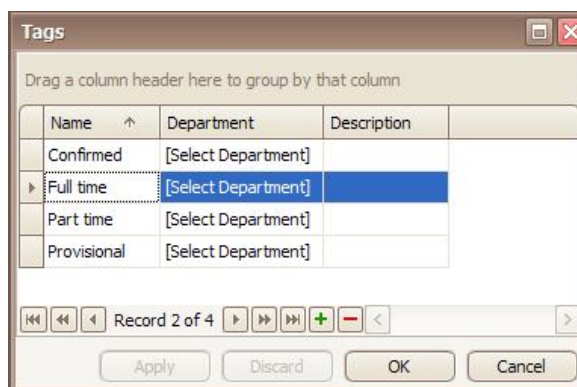 Tags
Drag a column header here to group by that column
Name Department Description
Confirmed [Select Department]
Full time [Select Department]
Part time [Select Department]
Provisional [Select Department]
Record 2 of 4
Apply Discard OK Cancel